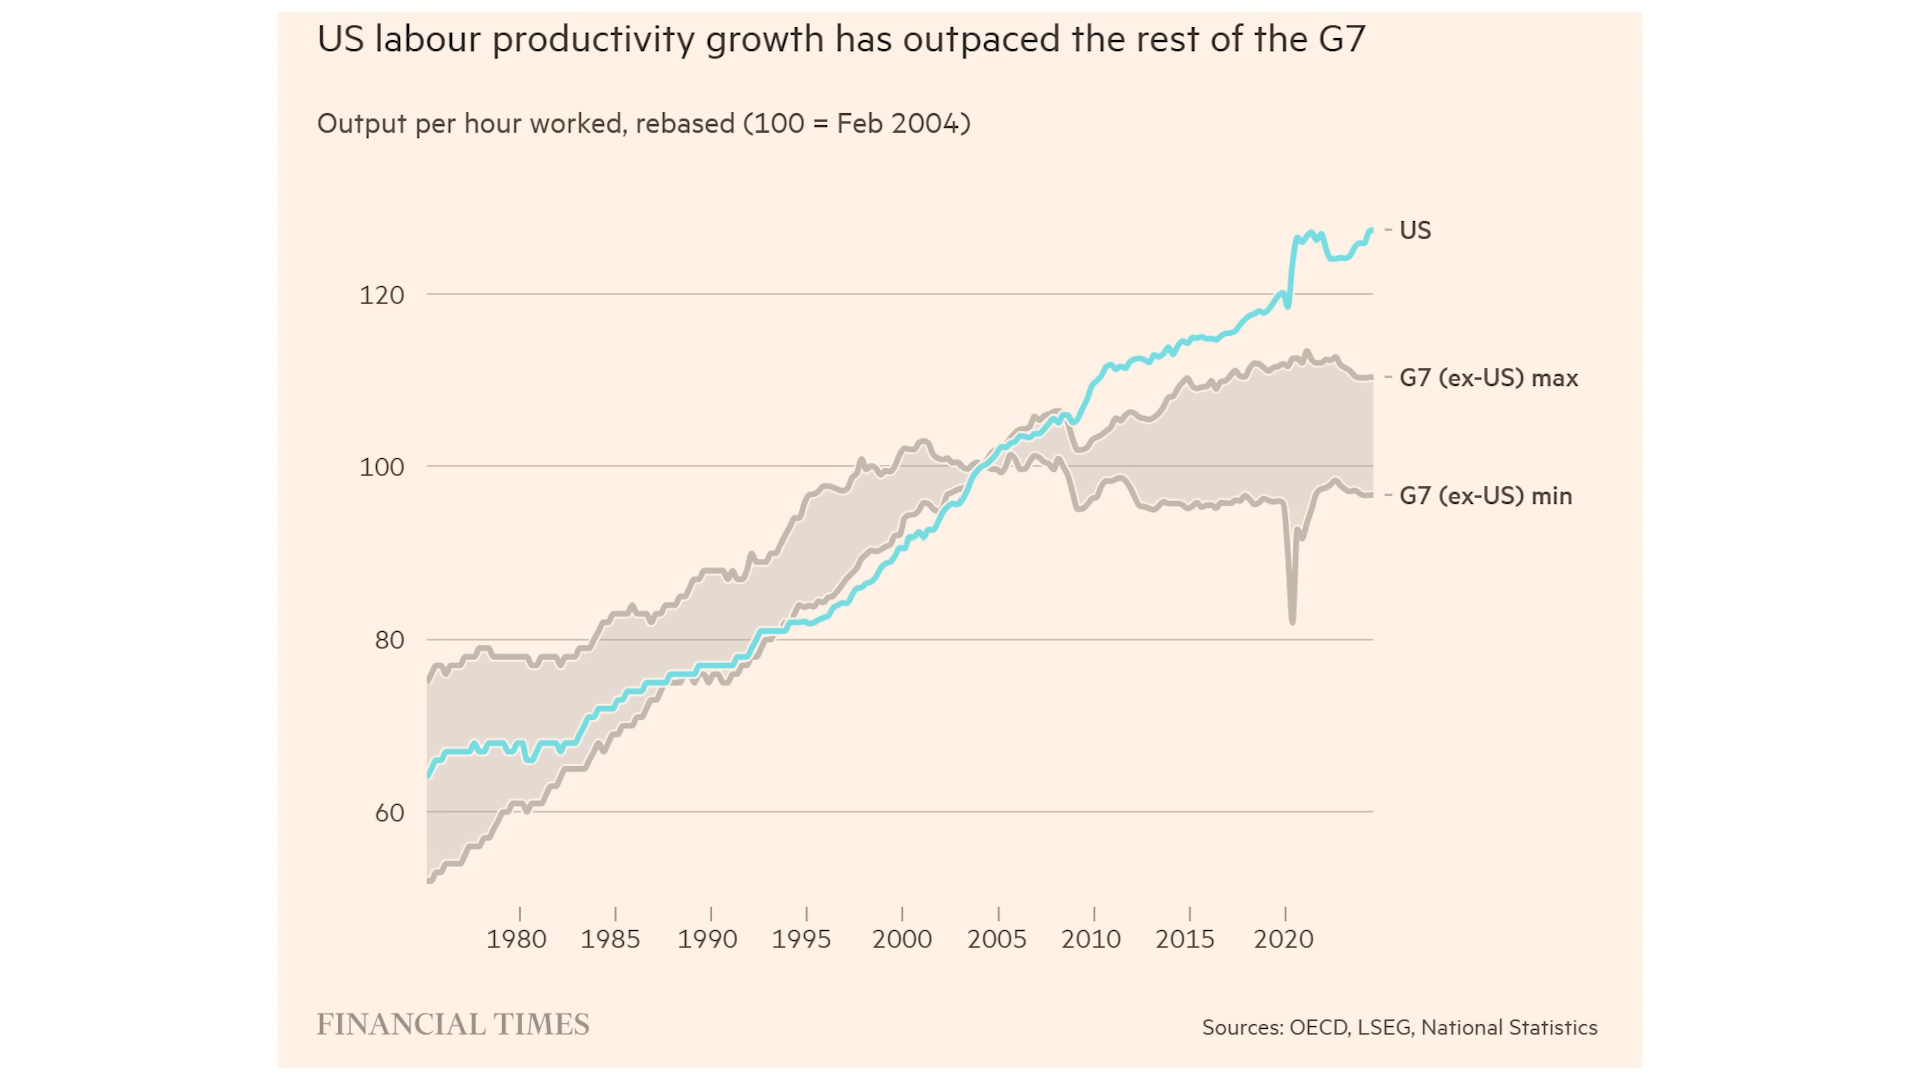 US labour productivity growth has outpaced the rest of the G7
Output per hour worked, rebased (100 = Feb 2004)
US
120
G7 (ex-US) max
100
G7 (ex-US) min
80
60
1980 1985 1990 1995 2000 2005 2010 2015 2020
FINANCIAL TIMES
Sources: OECD, LSEG, National Statistics